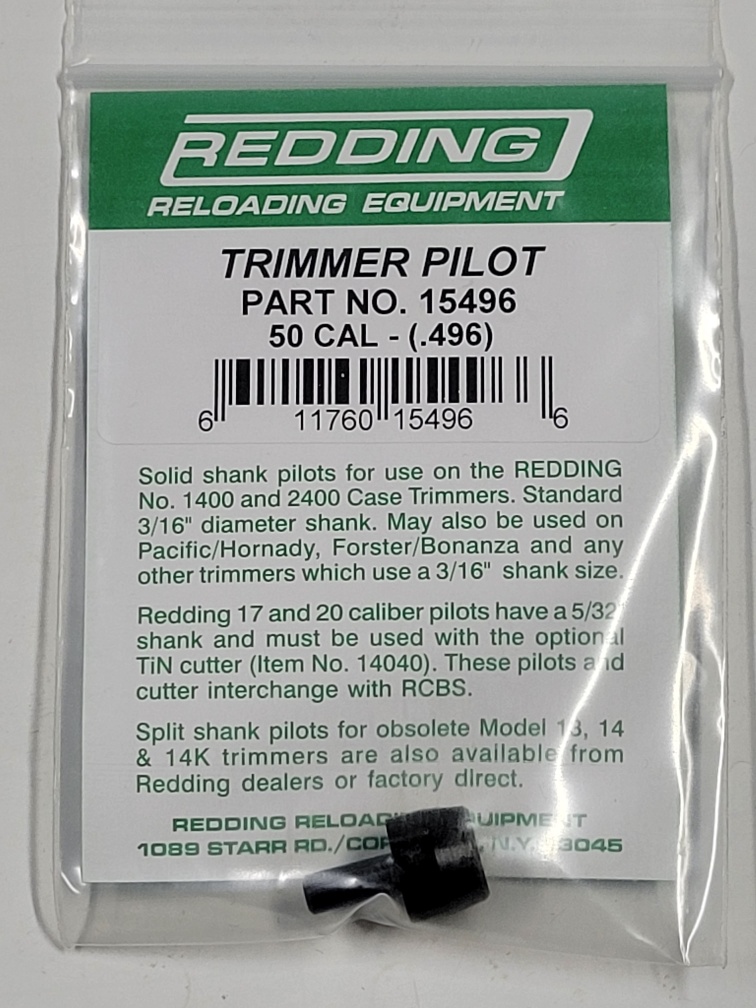 REDDING
RELOADING EQUIPMENT
TRIMMER PILOT
PART NO. 15496
50 CAL - (.496)
6 11760 15496 6
Solid shank pilots for use on the REDDING
No. 1400 and 2400 Case Trimmers. Standard
3/16" diameter shank. May also be used on
Pacific/Hornady, Forster/Bonanza and any
other trimmers which use a 3/16" shank size.
Redding 17 and 20 caliber pilots have a 5/32"
shank and must be used with the optional
TiN cutter (Item No. 14040). These pilots and
cutter interchange with RCBS.
Split shank pilots for obsolete Model 13, 14
& 14K trimmers are also available from
Redding dealers or factory direct.
REDDING
1089 STARR RD./ N.Y.